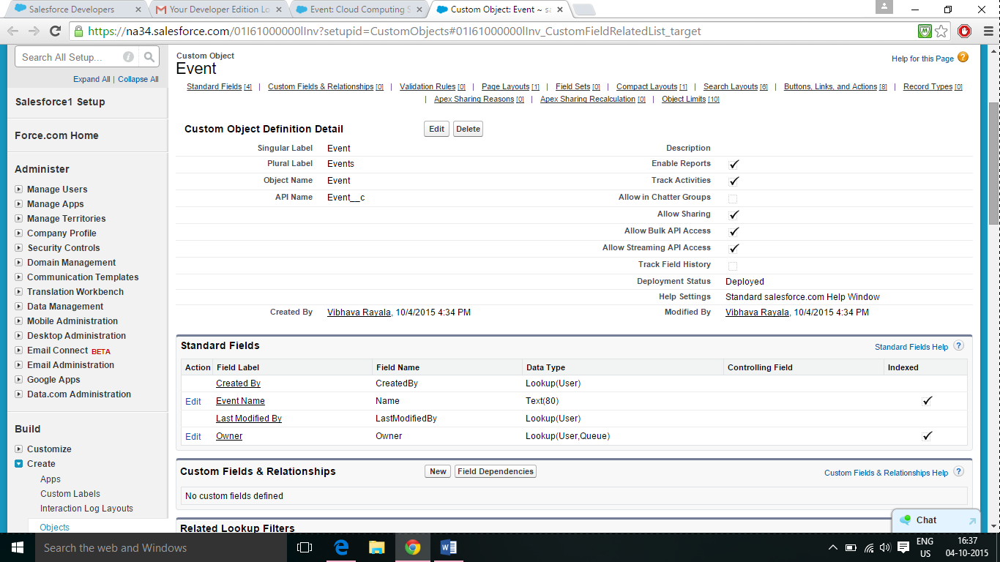 Salesforce Developers
Your Developer Edition Lo
Event: Cloud Computing S
Custom Object: Event ~ sa
https://na34.salesforce.com/01I61000000lInv?setupid=CustomObjects#01I61000000lInv_CustomFieldRelatedList_target
Search All Setup...
Expand All | Collapse All
Salesforce1 Setup
Force.com Home
Administer
Manage Users
Manage Apps
Manage Territories
Company Profile
Security Controls
Domain Management
Communication Templates
Translation Workbench
Data Management
Mobile Administration
Desktop Administration
Email Connect BETA
Email Administration
Google Apps
Data.com Administration
Build
Customize
Create
Apps
Custom Labels
Interaction Log Layouts
Objects
Custom Object
Event
Help for this Page
Standard Fields [4] | Custom Fields & Relationships [0] | Validation Rules [0] | Page Layouts [1] | Field Sets [0] | Compact Layouts [1] | Search Layouts [6] | Buttons, Links, and Actions [8] | Record Types [0]
| Apex Sharing Reasons [0] | Apex Sharing Recalculation [0] | Object Limits [10]
Custom Object Definition Detail Edit Delete
Singular Label Event Description
Plural Label Events Enable Reports
Object Name Event Track Activities
API Name Event__c Allow in Chatter Groups
Allow Sharing
Allow Bulk API Access
Allow Streaming API Access
Track Field History
Deployment Status Deployed
Help Settings Standard salesforce.com Help Window
Created By Vibhava Rayala, 10/4/2015 4:34 PM Modified By Vibhava Rayala, 10/4/2015 4:34 PM
Standard Fields Standard Fields Help ?
Action Field Label Field Name Data Type Controlling Field Indexed
Created By CreatedBy Lookup(User)
Edit Event Name Name Text(80)
Last Modified By LastModifiedBy Lookup(User)
Edit Owner Owner Lookup(User,Queue)
Custom Fields & Relationships New Field Dependencies Custom Fields & Relationships Help ?
No custom fields defined
Related Lookup Filters
Chat
Search the web and Windows
ENG
US
16:37
04-10-2015